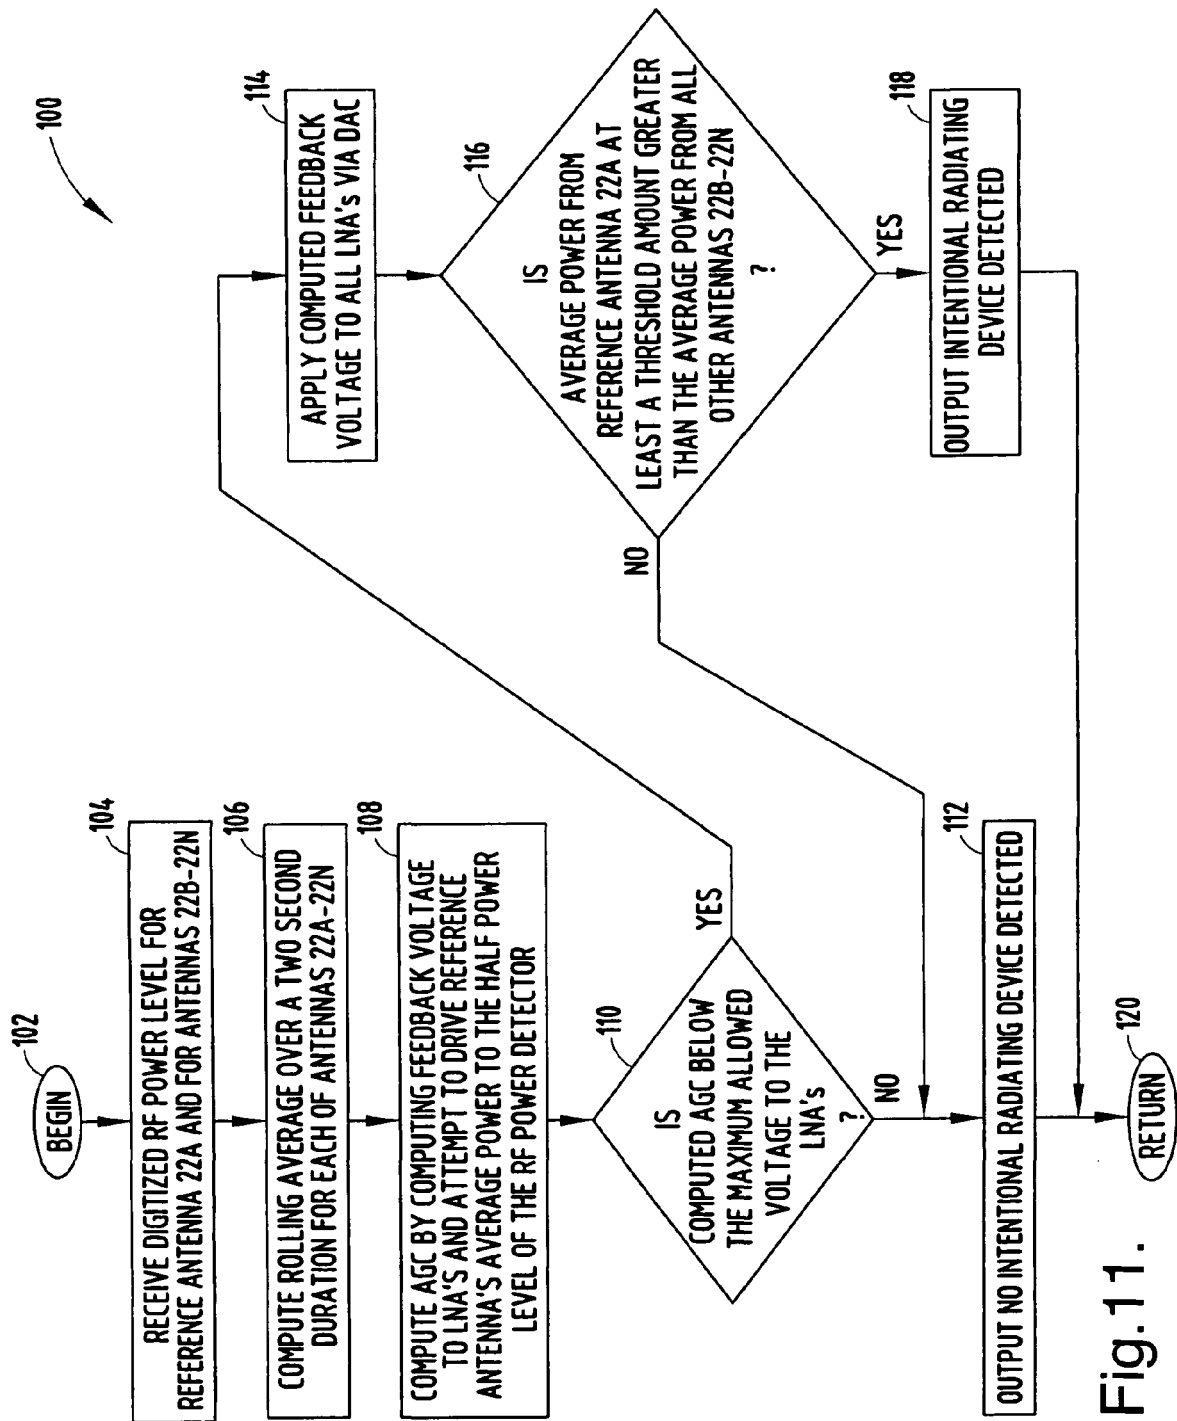 100
102
BEGIN
104
RECEIVE DIGITIZED RF POWER LEVEL FOR
REFERENCE ANTENNA 22A AND FOR ANTENNAS 22B-22N
106
COMPUTE ROLLING AVERAGE OVER A TWO SECOND
DURATION FOR EACH OF ANTENNAS 22A-22N
108
COMPUTE AGC BY COMPUTING FEEDBACK VOLTAGE
TO LNA'S AND ATTEMPT TO DRIVE REFERENCE
ANTENNA'S AVERAGE POWER TO THE HALF POWER
LEVEL OF THE RF POWER DETECTOR
110
IS
COMPUTED AGC BELOW
THE MAXIMUM ALLOWED
VOLTAGE TO THE
LNA's
?
YES
NO
112
OUTPUT NO INTENTIONAL RADIATING DEVICE DETECTED
114
APPLY COMPUTED FEEDBACK
VOLTAGE TO ALL LNA's VIA DAC
116
IS
AVERAGE POWER FROM
REFERENCE ANTENNA 22A AT
LEAST A THRESHOLD AMOUNT GREATER
THAN THE AVERAGE POWER FROM ALL
OTHER ANTENNAS 22B-22N
?
NO
YES
118
OUTPUT INTENTIONAL RADIATING
DEVICE DETECTED
120
RETURN
Fig.11.